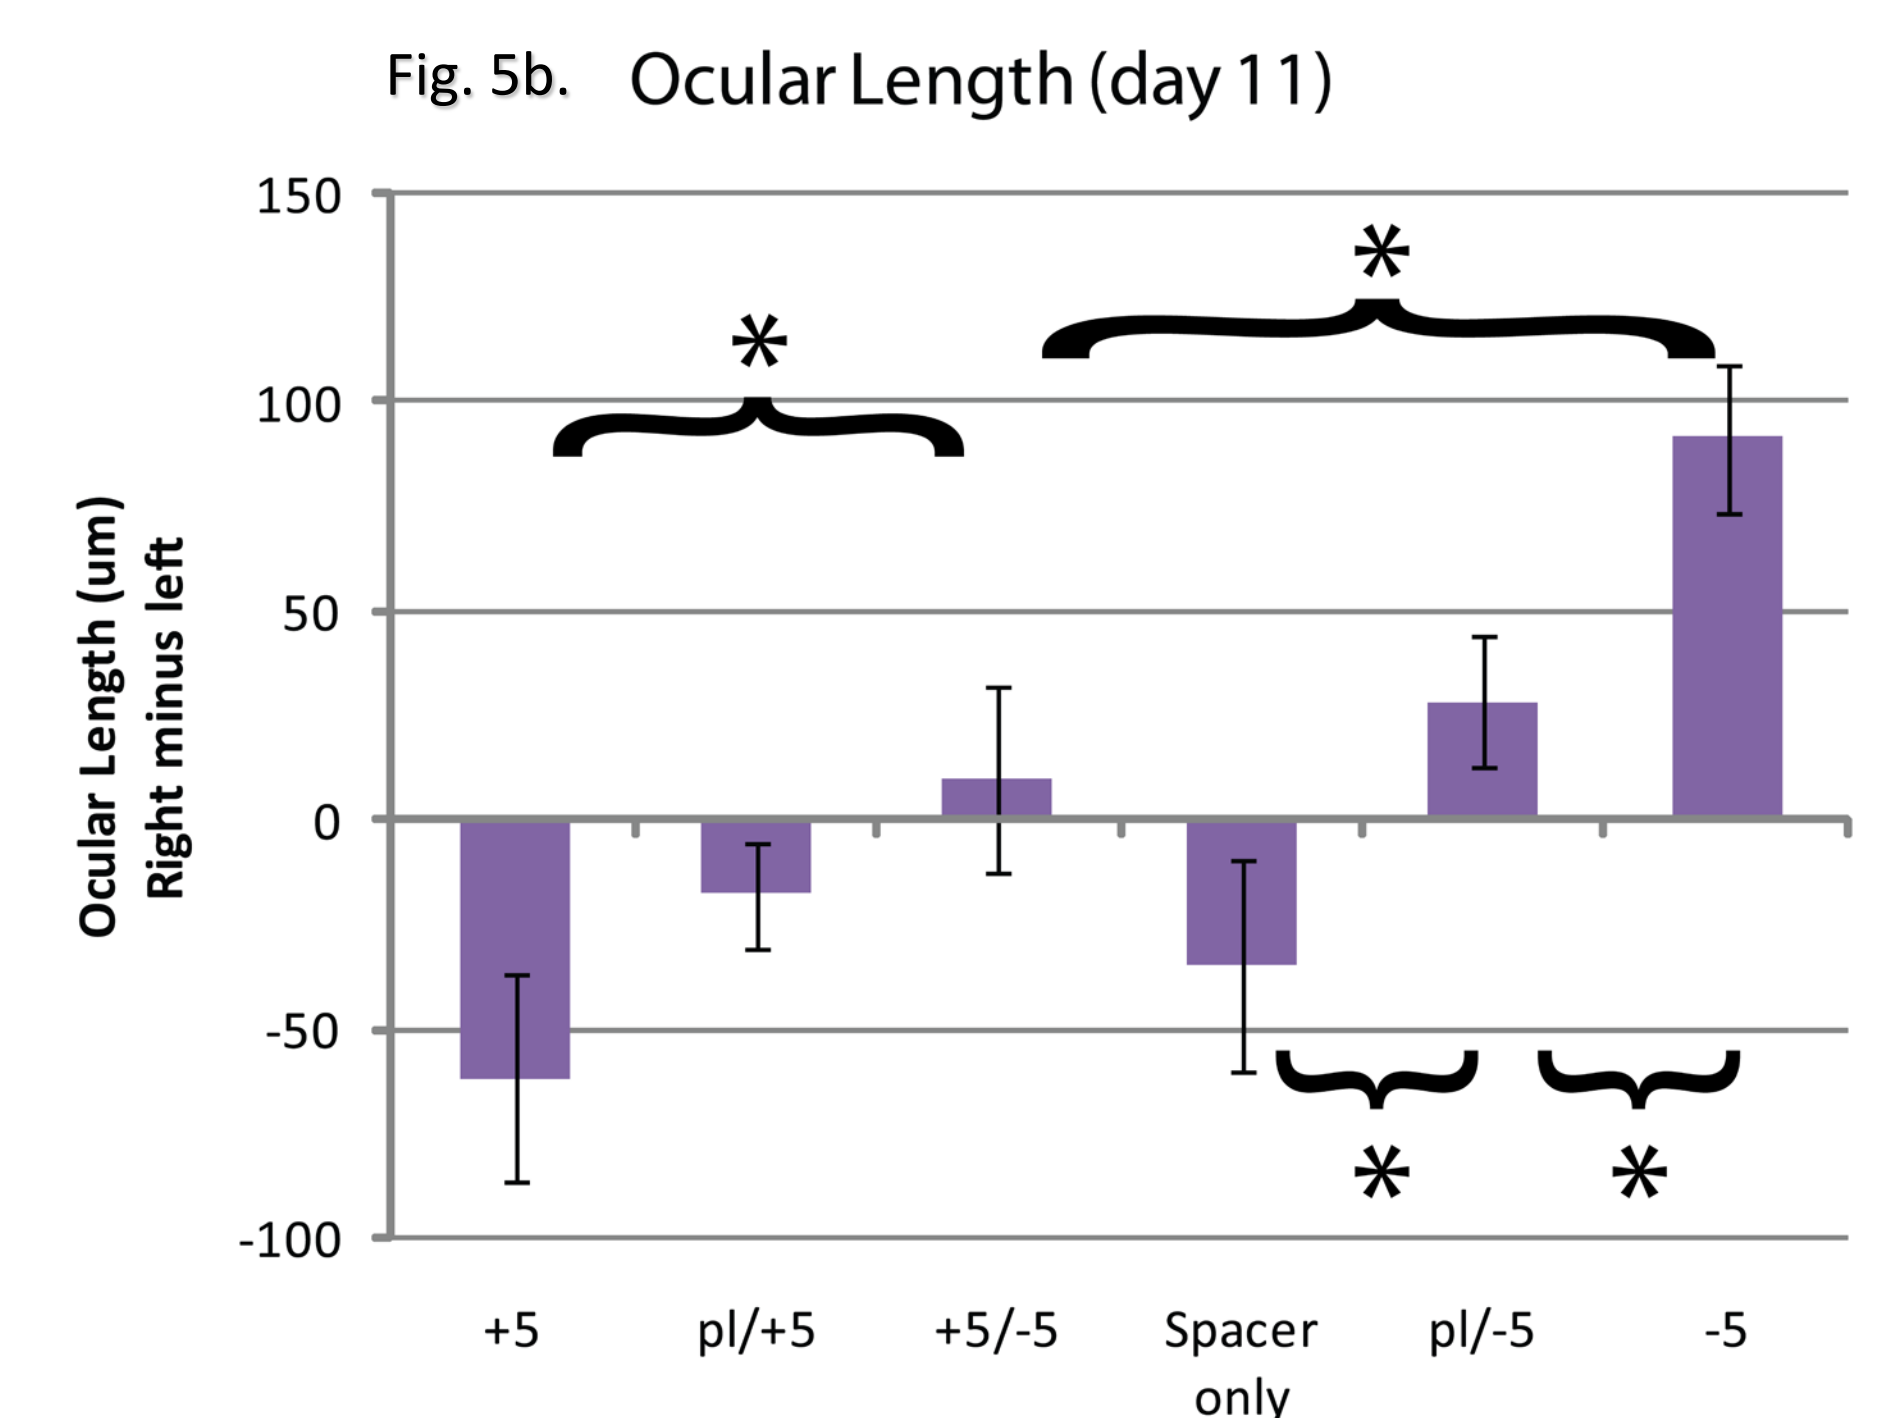 Fig. 5b. Ocular Length (day 11)
150
100
50
0
-50
-100
Ocular Length (um)
Right minus left
*
*
*
*
+5 pl/+5 +5/-5 Spacer only pl/-5 -5